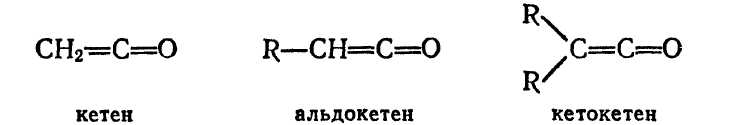 CH₂=C=O
R—CH=C=O
R
R
C=C=O
кетен
альдокетен
кетокетен